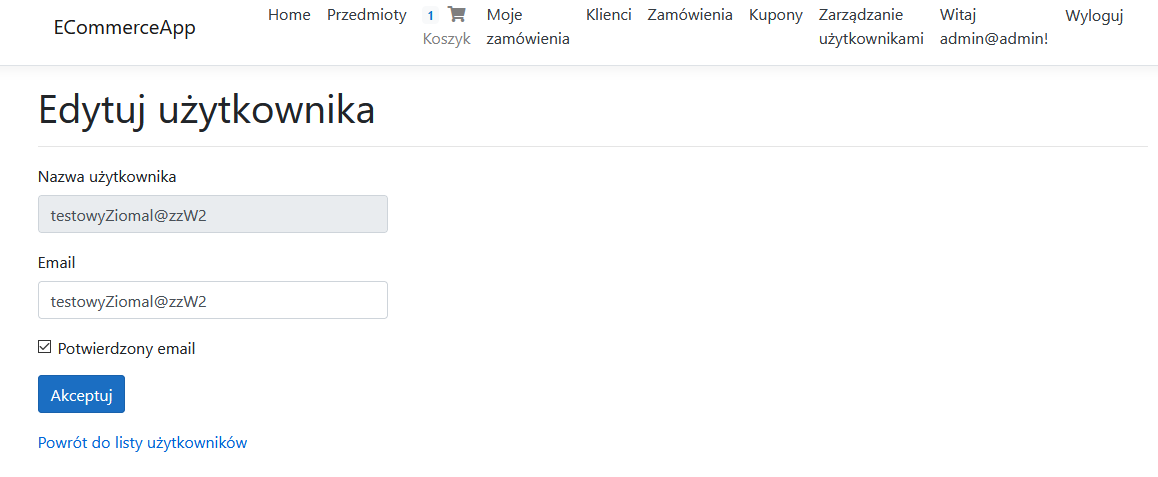 ECommerceApp
Home
Przedmioty
1
Koszyk
Moje
zamówienia
Klienci
Zamówienia
Kupony
Zarządzanie
użytkownikami
Witaj
admin@admin!
Wyloguj
Edytuj użytkownika
Nazwa użytkownika
testowyZiomal@zzW2
Email
testowyZiomal@zzW2
Potwierdzony email
Akceptuj
Powrót do listy użytkowników